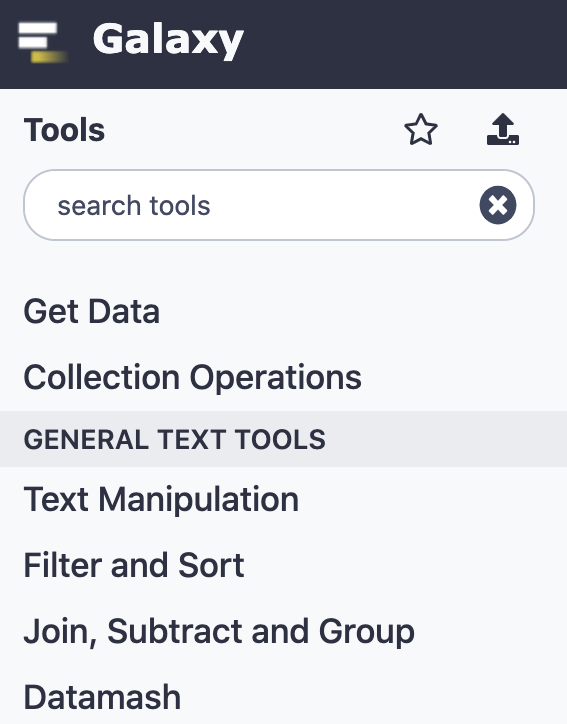 Galaxy
Tools
search tools
Get Data
Collection Operations
GENERAL TEXT TOOLS
Text Manipulation
Filter and Sort
Join, Subtract and Group
Datamash